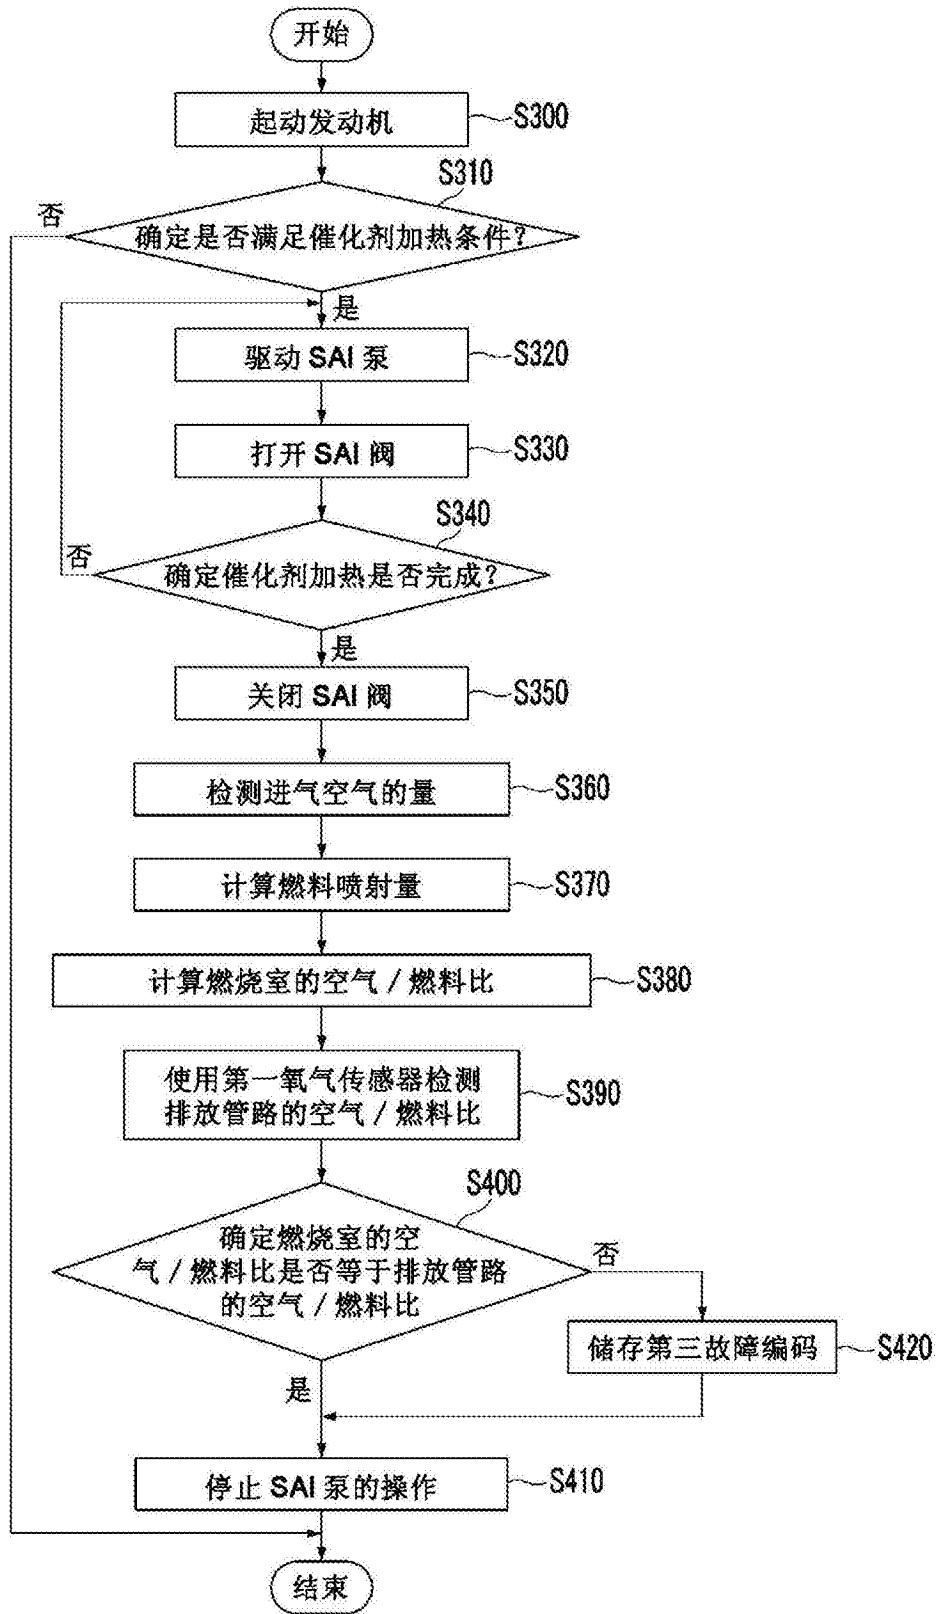 开始
起动发动机
S300
S310
否
确定是否满足催化剂加热条件？
是
驱动 SAI 泵
S320
打开 SAI 阀
S330
S340
否
确定催化剂加热是否完成？
是
关闭 SAI 阀
S350
检测进气空气的量
S360
计算燃料喷射量
S370
计算燃烧室的空气 / 燃料比
S380
使用第一氧气传感器检测
排放管路的空气 / 燃料比
S390
S400
确定燃烧室的空
气 / 燃料比是否等于排放管路
的空气 / 燃料比
否
储存第三故障编码
S420
是
停止 SAI 泵的操作
S410
结束